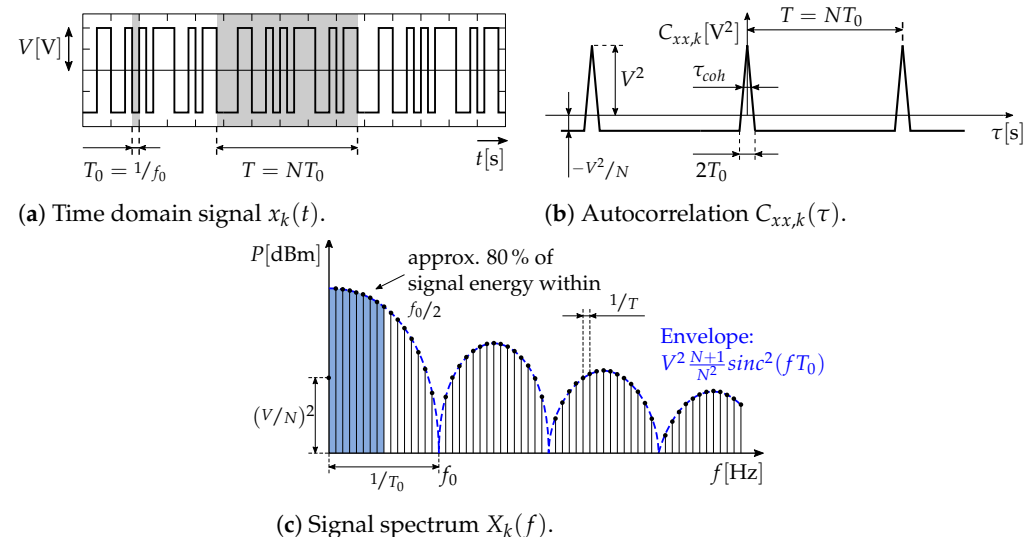 V[V]
t[s]
T₀ = 1/f₀
T = NT₀
(a) Time domain signal xₖ(t).
T = NT₀
Cₓₓ,ₖ[V²]
V²
τ_coh
τ[s]
−V²/N
2T₀
(b) Autocorrelation Cₓₓ,ₖ(τ).
P[dBm]
approx. 80 % of
signal energy within
f₀/2
1/T
Envelope:
V² (N+1)/N² sinc²(fT₀)
(V/N)²
1/T₀
f₀
f[Hz]
(c) Signal spectrum Xₖ(f).